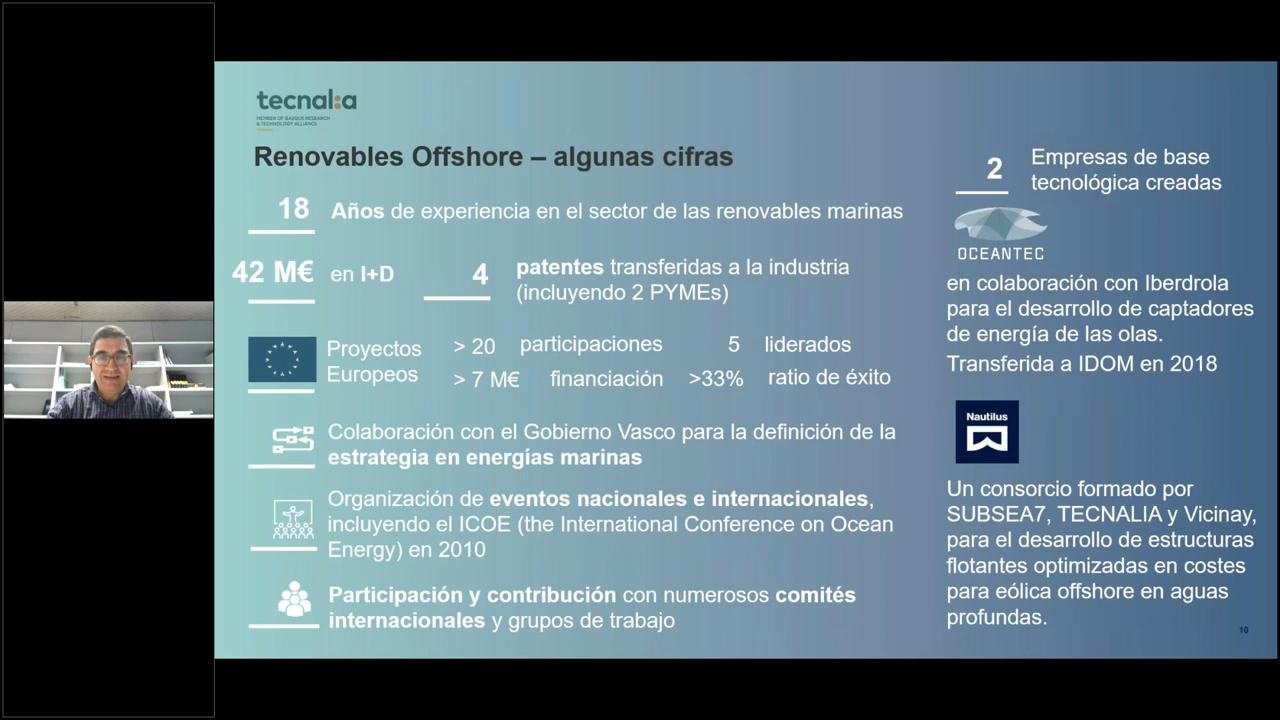 tecnal:a
MEMBER OF BASQUE RESEARCH
& TECHNOLOGY ALLIANCE
Renovables Offshore – algunas cifras
18 Años de experiencia en el sector de las renovables marinas
42 M€ en I+D
4 patentes transferidas a la industria
(incluyendo 2 PYMEs)
Proyectos
Europeos
> 20 participaciones 5 liderados
> 7 M€ financiación >33% ratio de éxito
Colaboración con el Gobierno Vasco para la definición de la
estrategia en energías marinas
Organización de eventos nacionales e internacionales,
incluyendo el ICOE (the International Conference on Ocean
Energy) en 2010
Participación y contribución con numerosos comités
internacionales y grupos de trabajo
2 Empresas de base
tecnológica creadas
OCEANTEC
en colaboración con Iberdrola
para el desarrollo de captadores
de energía de las olas.
Transferida a IDOM en 2018
Nautilus
Un consorcio formado por
SUBSEA7, TECNALIA y Vicinay,
para el desarrollo de estructuras
flotantes optimizadas en costes
para eólica offshore en aguas
profundas.
10